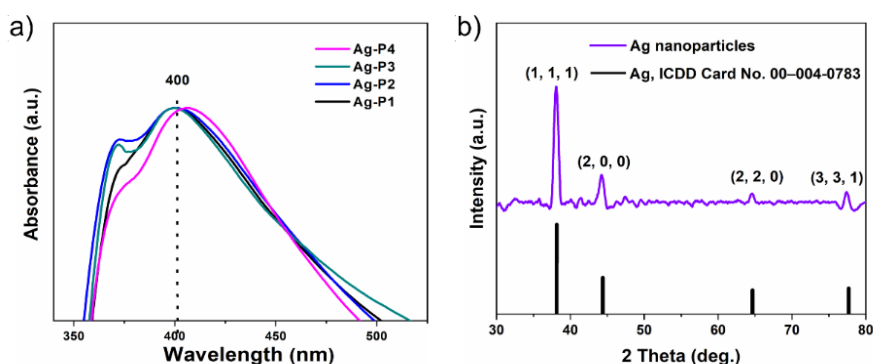 a)
Absorbance (a.u.)
400
Ag-P4
Ag-P3
Ag-P2
Ag-P1
350
400
450
500
Wavelength (nm)
b)
Intensity (a.u.)
Ag nanoparticles
Ag, ICDD Card No. 00–004-0783
(1, 1, 1)
(2, 0, 0)
(2, 2, 0)
(3, 3, 1)
30
40
50
60
70
80
2 Theta (deg.)